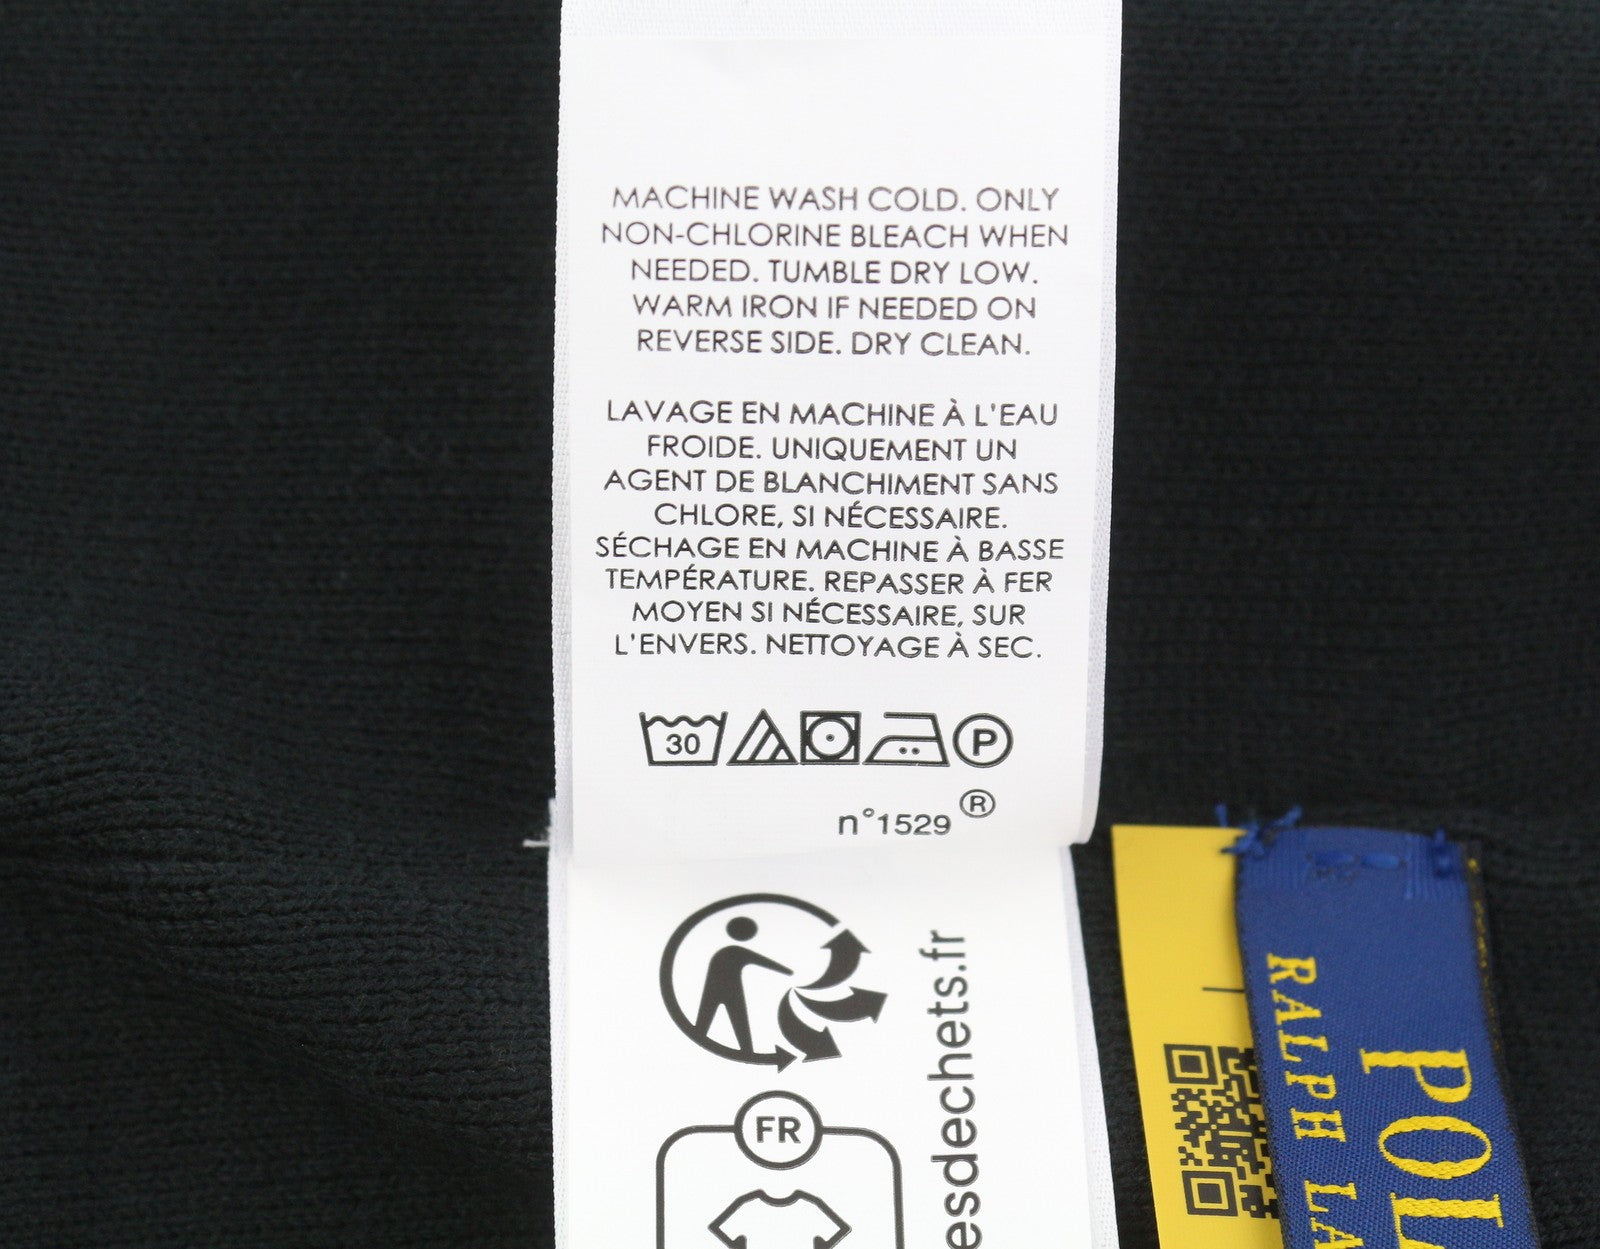 MACHINE WASH COLD. ONLY
NON-CHLORINE BLEACH WHEN
NEEDED. TUMBLE DRY LOW.
WARM IRON IF NEEDED ON
REVERSE SIDE. DRY CLEAN.
LAVAGE EN MACHINE À L'EAU
FROIDE. UNIQUEMENT UN
AGENT DE BLANCHIMENT SANS
CHLORE, SI NÉCESSAIRE.
SÉCHAGE EN MACHINE À BASSE
TEMPÉRATURE. REPASSER À FER
MOYEN SI NÉCESSAIRE, SUR
L'ENVERS. NETTOYAGE À SEC.
30 P
n°1529 ®
esdechets.fr
FR
POL
RALPH LA